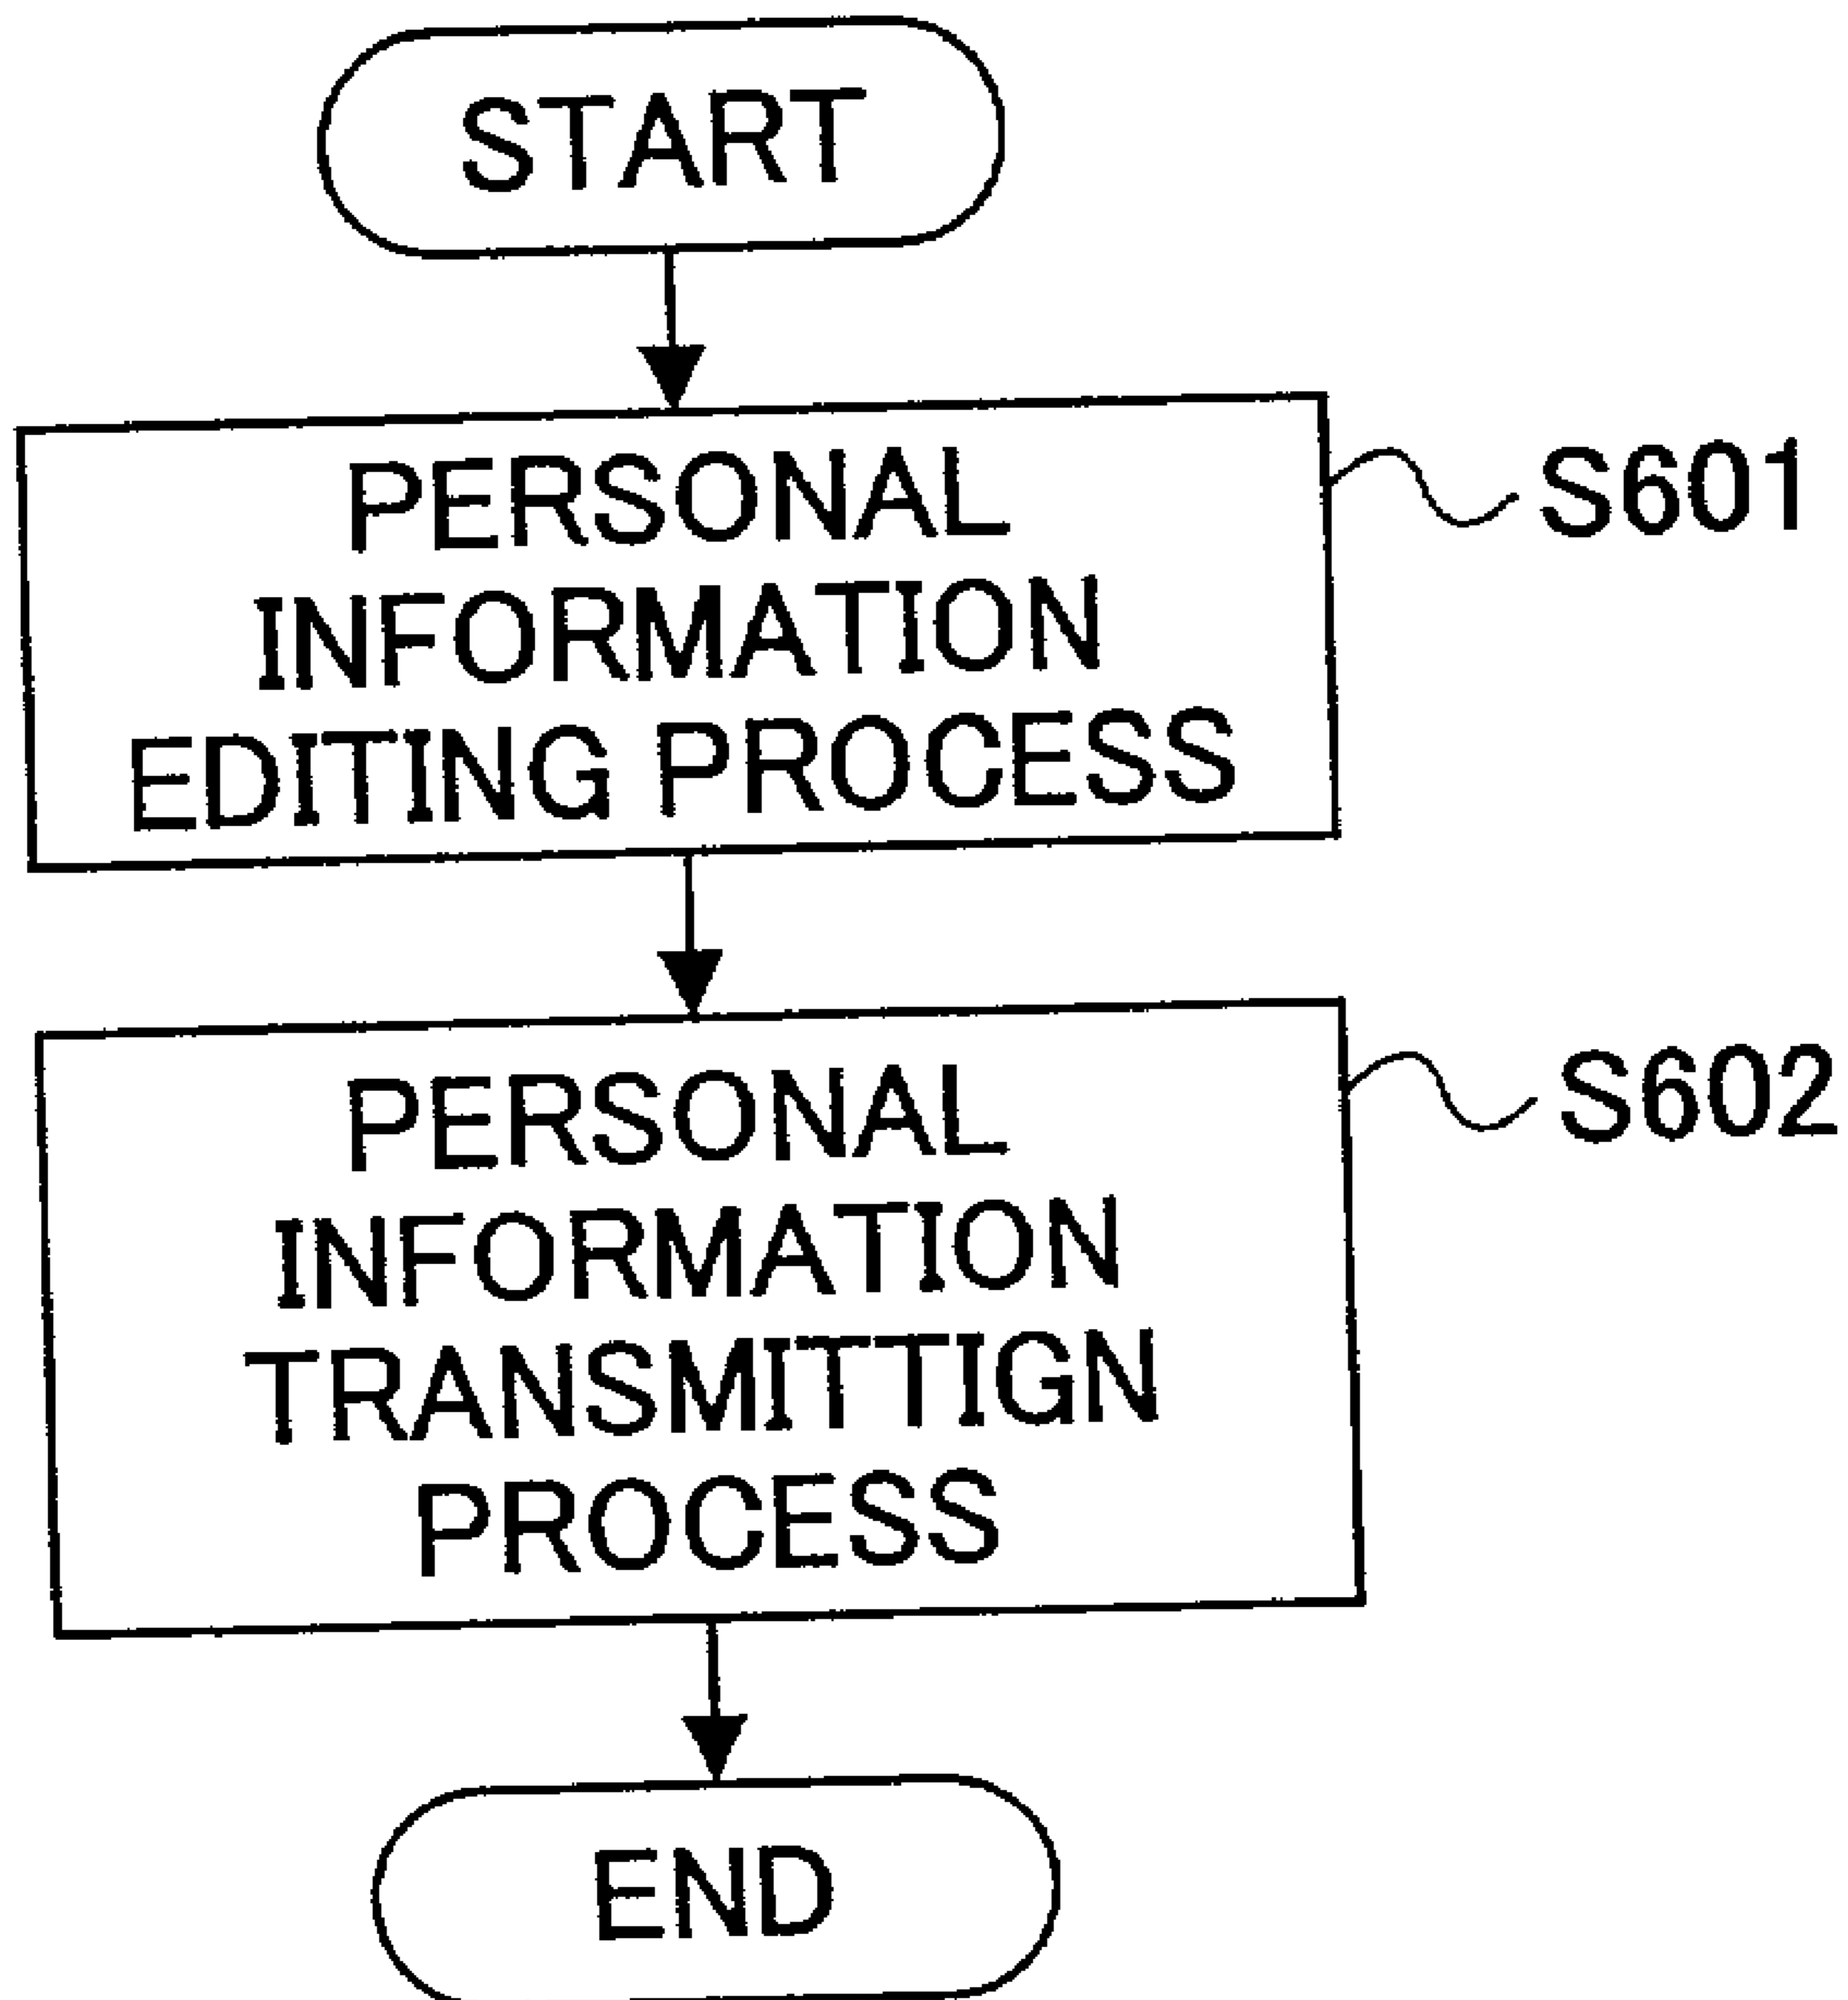 START
PERSONAL
INFORMATION
EDITING PROCESS
S601
PERSONAL
INFORMATION
TRANSMITTIGN
PROCESS
S602
END